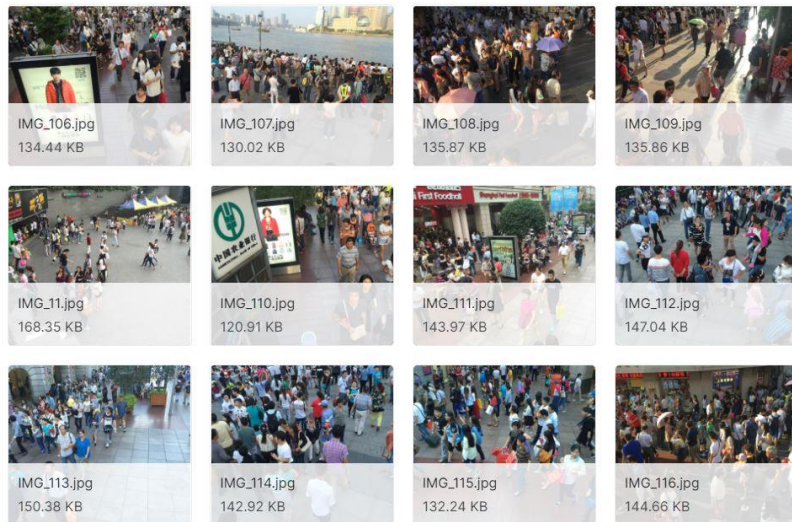 IMG_106.jpg
134.44 KB
IMG_107.jpg
130.02 KB
IMG_108.jpg
135.87 KB
IMG_109.jpg
135.86 KB
中国农业银行
First Foodhall
IMG_11.jpg
168.35 KB
IMG_110.jpg
120.91 KB
IMG_111.jpg
143.97 KB
IMG_112.jpg
147.04 KB
IMG_113.jpg
150.38 KB
IMG_114.jpg
142.92 KB
IMG_115.jpg
132.24 KB
IMG_116.jpg
144.66 KB